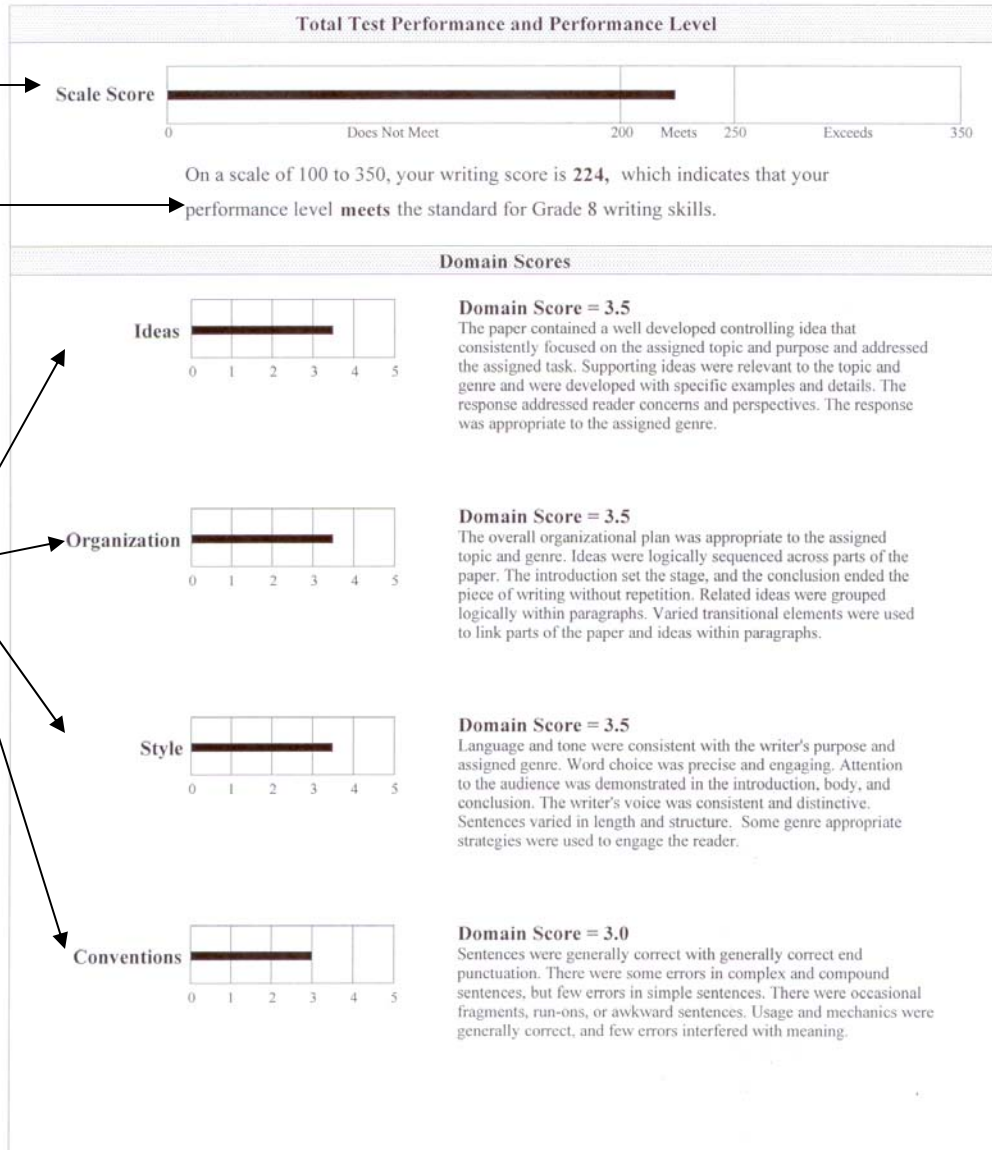 Total Test Performance and Performance Level
Scale Score
0 Does Not Meet 200 Meets 250 Exceeds 350
On a scale of 100 to 350, your writing score is 224, which indicates that your
performance level meets the standard for Grade 8 writing skills.
Domain Scores
Ideas
0 1 2 3 4 5
Domain Score = 3.5
The paper contained a well developed controlling idea that
consistently focused on the assigned topic and purpose and addressed
the assigned task. Supporting ideas were relevant to the topic and
genre and were developed with specific examples and details. The
response addressed reader concerns and perspectives. The response
was appropriate to the assigned genre.
Organization
0 1 2 3 4 5
Domain Score = 3.5
The overall organizational plan was appropriate to the assigned
topic and genre. Ideas were logically sequenced across parts of the
paper. The introduction set the stage, and the conclusion ended the
piece of writing without repetition. Related ideas were grouped
logically within paragraphs. Varied transitional elements were used
to link parts of the paper and ideas within paragraphs.
Style
0 1 2 3 4 5
Domain Score = 3.5
Language and tone were consistent with the writer's purpose and
assigned genre. Word choice was precise and engaging. Attention
to the audience was demonstrated in the introduction, body, and
conclusion. The writer's voice was consistent and distinctive.
Sentences varied in length and structure. Some genre appropriate
strategies were used to engage the reader.
Conventions
0 1 2 3 4 5
Domain Score = 3.0
Sentences were generally correct with generally correct end
punctuation. There were some errors in complex and compound
sentences, but few errors in simple sentences. There were occasional
fragments, run-ons, or awkward sentences. Usage and mechanics were
generally correct, and few errors interfered with meaning.